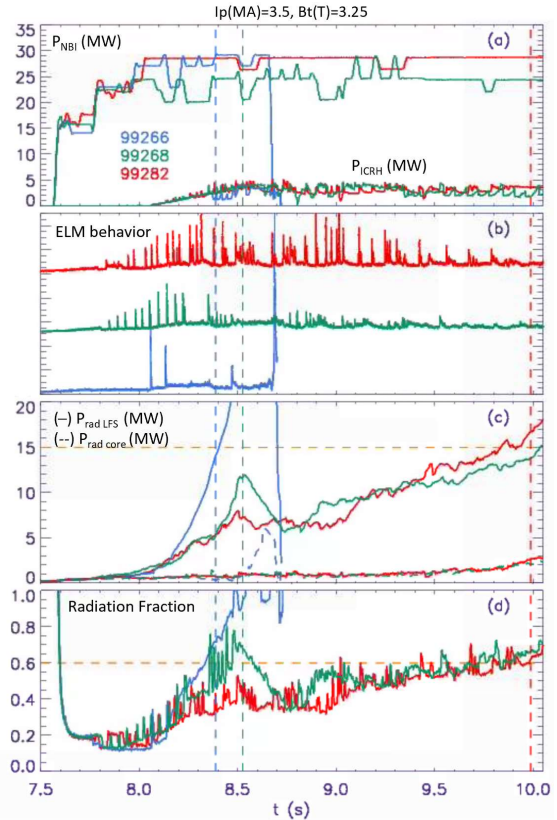 Ip(MA)=3.5, Bt(T)=3.25
35
30
25
20
15
10
5
0
P_NBI (MW)
(a)
99266
99268
99282
P_ICRH (MW)
ELM behavior
(b)
20
15
10
5
0
(–) P_rad LFS (MW)
(--) P_rad core (MW)
(c)
1.0
0.8
0.6
0.4
0.2
0.0
Radiation Fraction
(d)
7.5 8.0 8.5 9.0 9.5 10.0
t (s)